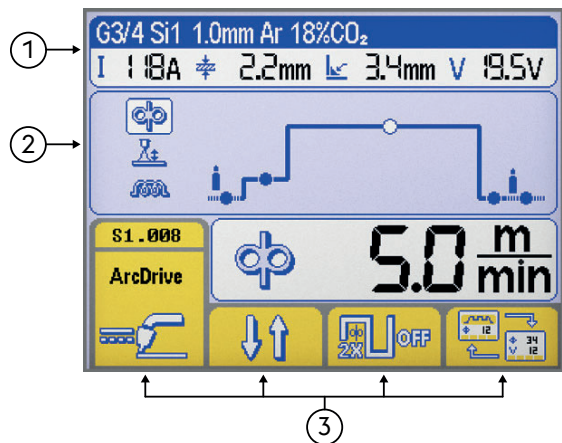 G3/4 Si1 1.0mm Ar 18%CO₂
1
I 118A 2.2mm 3.4mm V 19.5V
2
S1.008
ArcDrive
5.0 m/min
2X OFF
12
34
V 12
3